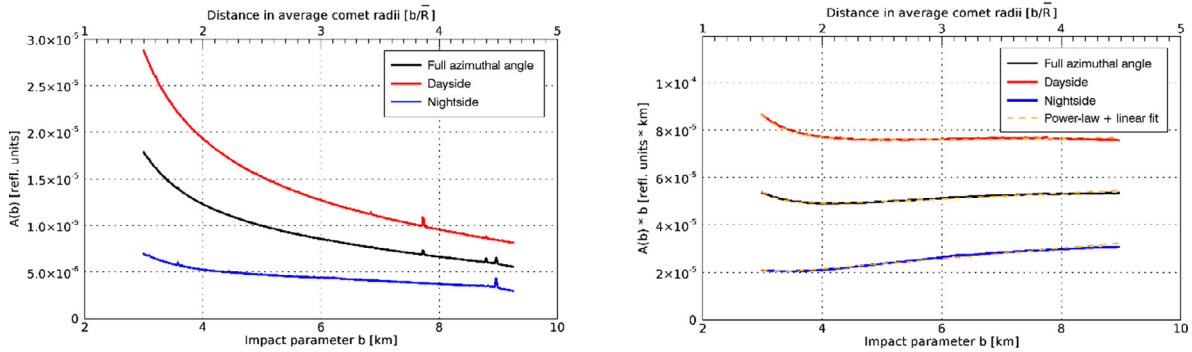 Distance in average comet radii [b/R̅]
1 2 3 4 5
3.0×10⁻⁵
2.5×10⁻⁵
2.0×10⁻⁵
1.5×10⁻⁵
1.0×10⁻⁵
5.0×10⁻⁶
0
A(b) [refl. units]
Full azimuthal angle
Dayside
Nightside
2 4 6 8 10
Impact parameter b [km]
Distance in average comet radii [b/R̅]
1 2 3 4 5
1×10⁻⁴
8×10⁻⁵
6×10⁻⁵
4×10⁻⁵
2×10⁻⁵
0
A(b) * b [refl. units * km]
Full azimuthal angle
Dayside
Nightside
Power-law + linear fit
2 4 6 8 10
Impact parameter b [km]